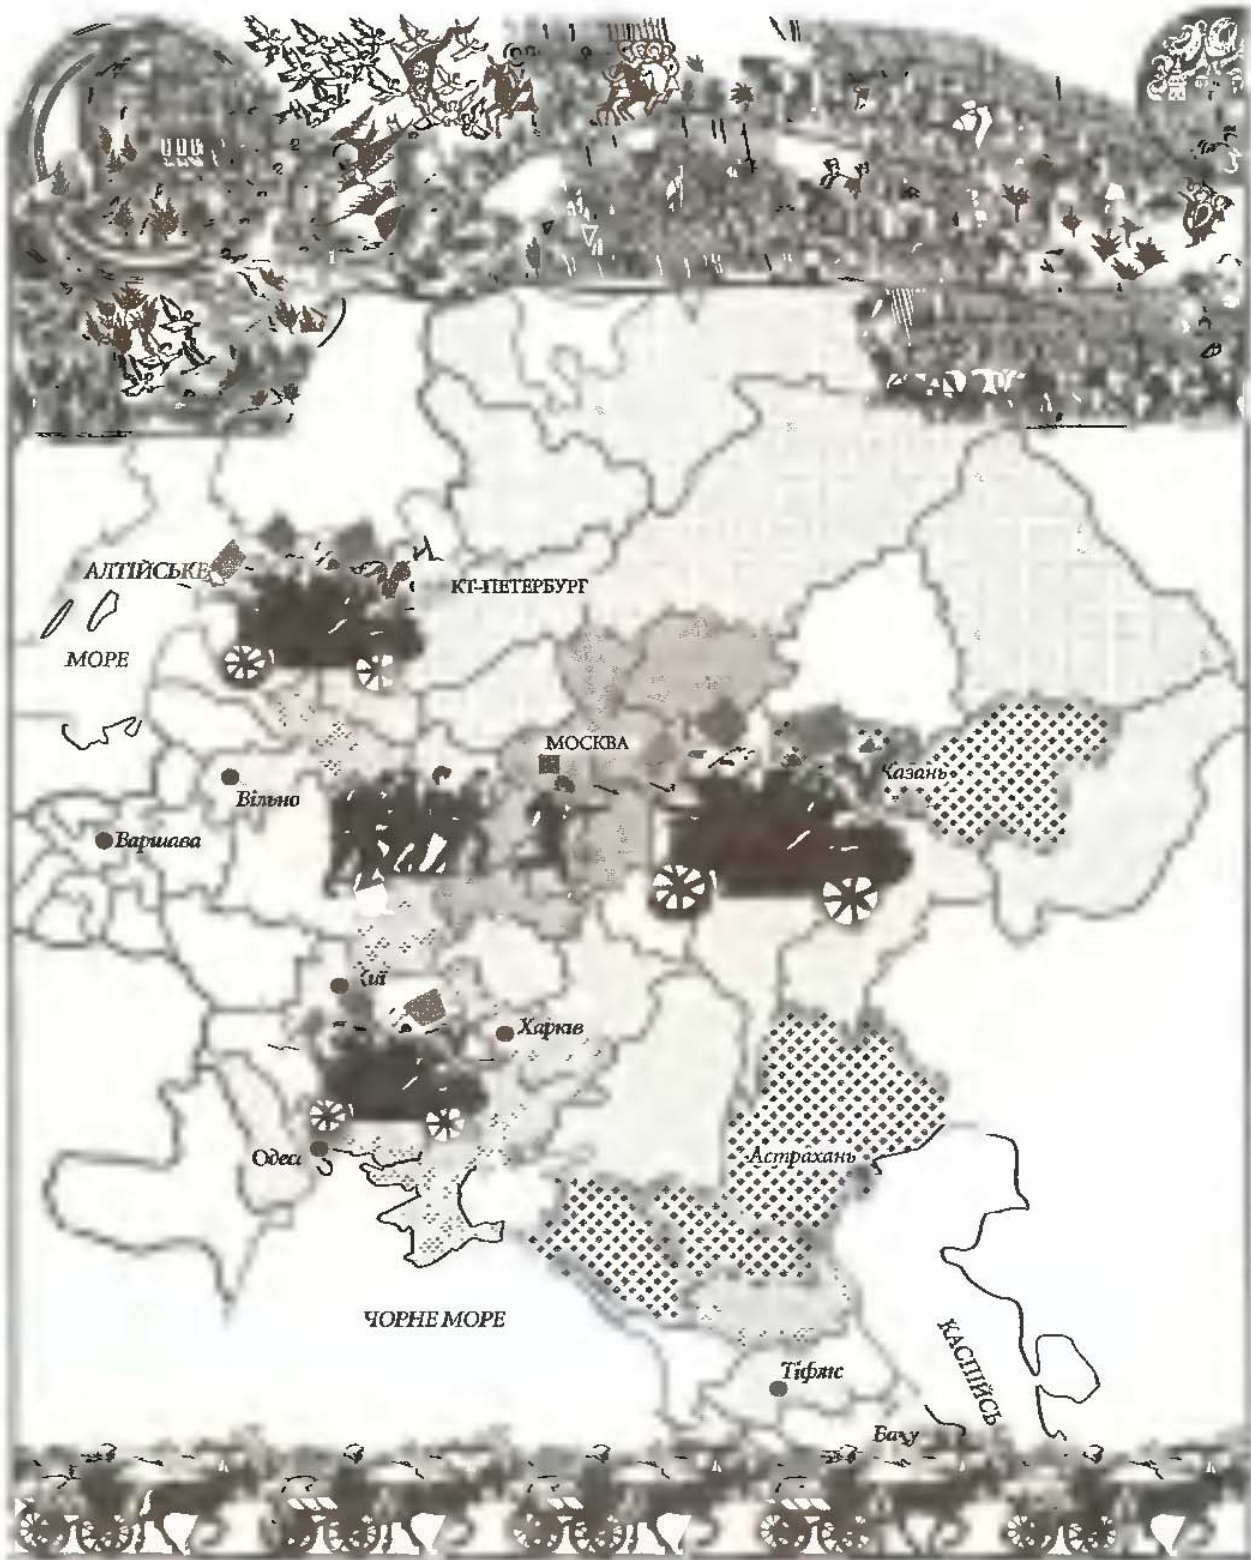 АЛТІЙСЬКЕ
КТ-ПЕТЕРБУРГ
МОРЕ
МОСКВА
Казань
Вільно
Варшава
Харків
Астрахань
Одеса
ЧОРНЕ МОРЕ
Тіфліс
КАСПІЙСЬ
Баку